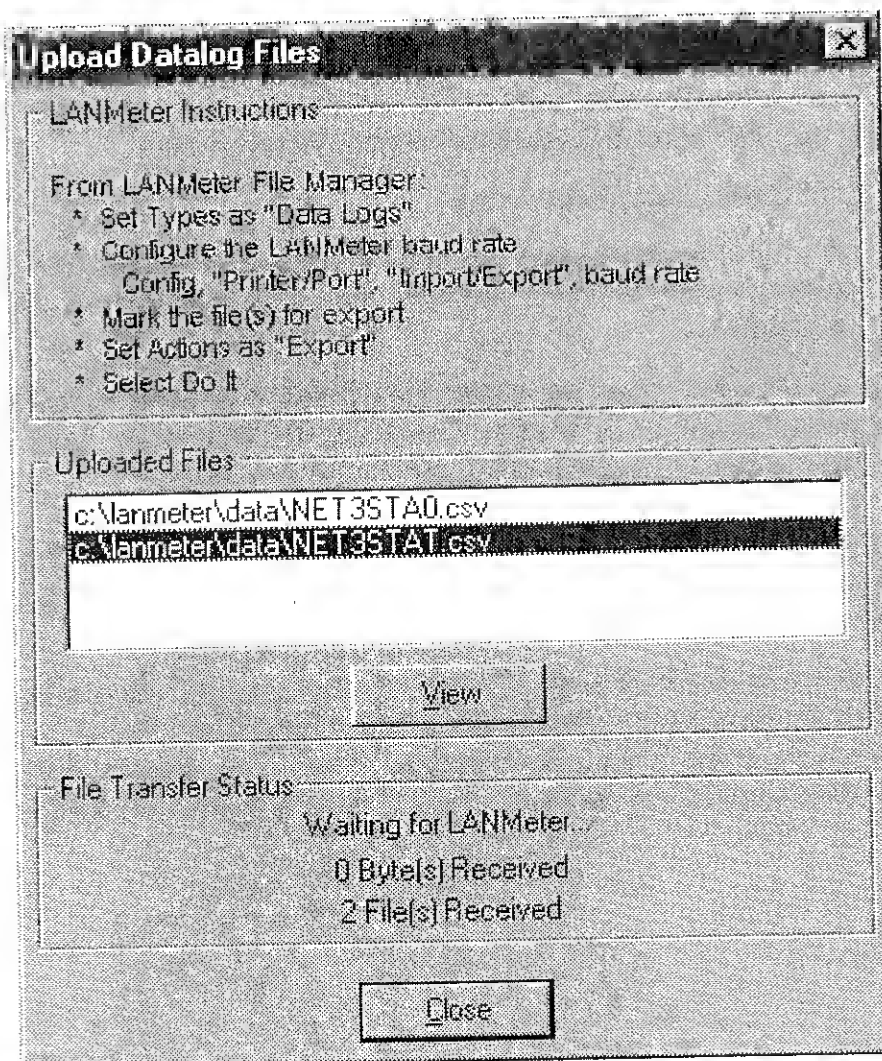 Upload Datalog Files
LANMeter Instructions
From LANMeter File Manager:
* Set Types as "Data Logs"
* Configure the LANMeter baud rate
Config, "Printer/Port", "Import/Export", baud rate
* Mark the file(s) for export
* Set Actions as "Export"
* Select Do It
Uploaded Files
c:\lanmeter\data\NET3STA0.csv
c:\lanmeter\data\NET3STAT.csv
View
File Transfer Status
Waiting for LANMeter...
0 Byte(s) Received
2 File(s) Received
Close